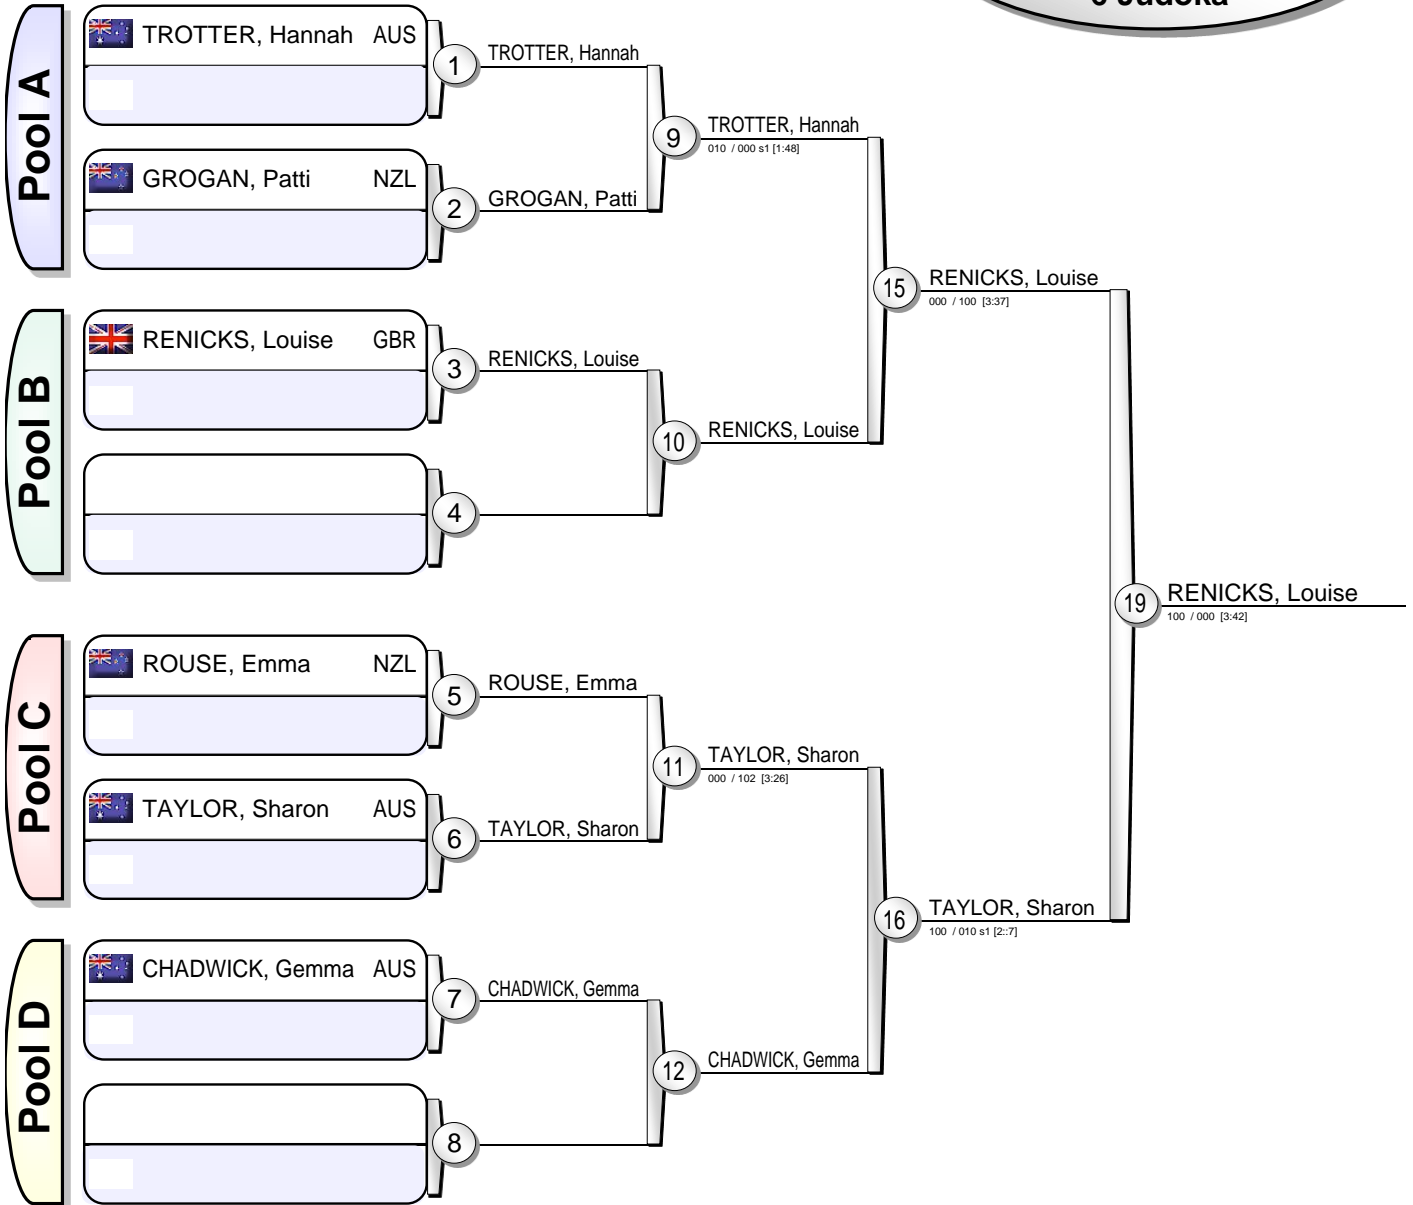 6 Judoka
Pool A
TROTTER, Hannah AUS
1
TROTTER, Hannah
GROGAN, Patti NZL
2
GROGAN, Patti
9
TROTTER, Hannah
010 / 000 s1 [1:48]
Pool B
RENICKS, Louise GBR
3
RENICKS, Louise
4
10
RENICKS, Louise
15
RENICKS, Louise
000 / 100 [3:37]
Pool C
ROUSE, Emma NZL
5
ROUSE, Emma
TAYLOR, Sharon AUS
6
TAYLOR, Sharon
11
TAYLOR, Sharon
000 / 102 [3:26]
Pool D
CHADWICK, Gemma AUS
7
CHADWICK, Gemma
8
12
CHADWICK, Gemma
16
TAYLOR, Sharon
100 / 010 s1 [2::7]
19
RENICKS, Louise
100 / 000 [3:42]